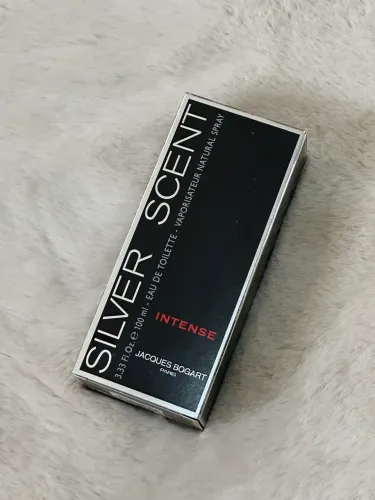 SILVER SCENT
3.33 Fl. Oz. ℮ 100 ml - EAU DE TOILETTE - VAPORISATEUR NATURAL SPRAY
INTENSE
JACQUES BOGART
PARIS